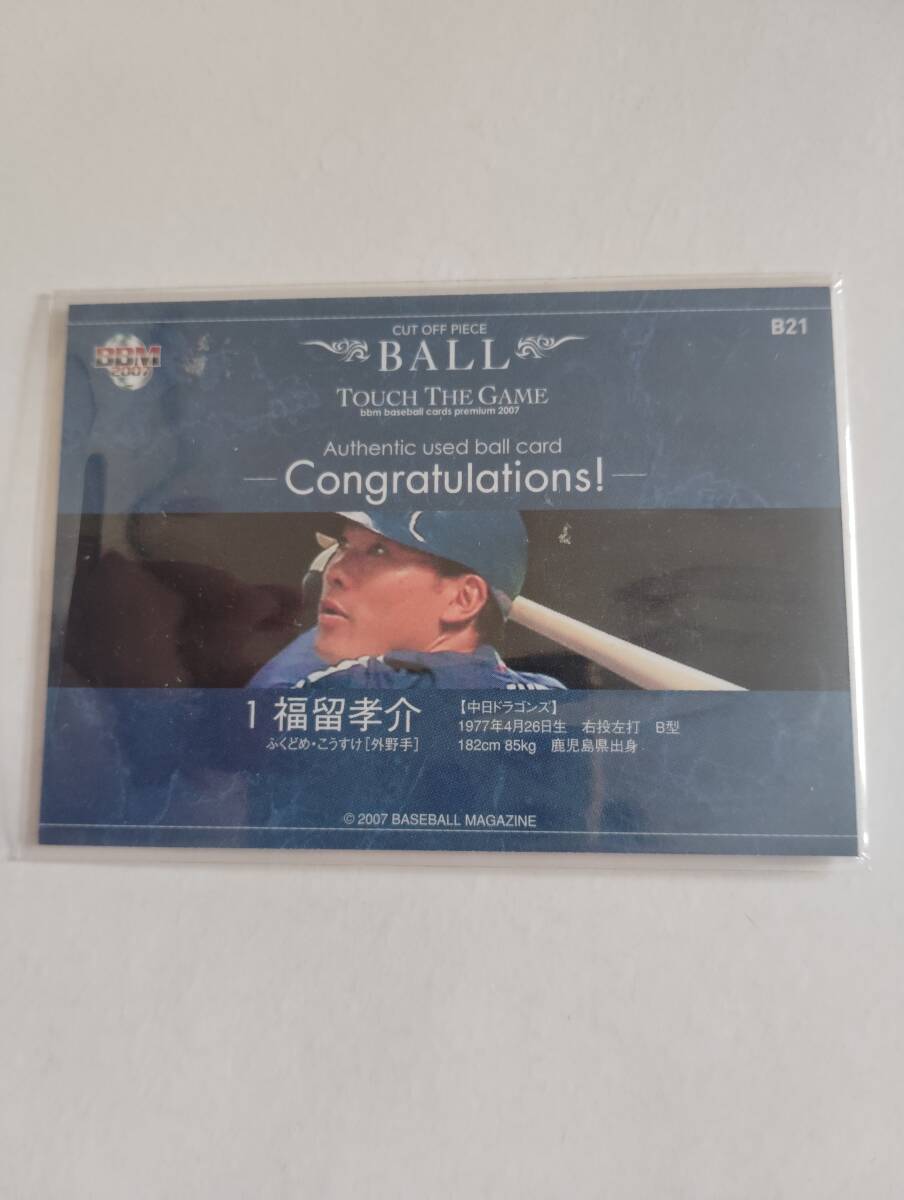 BBM
2007
CUT OFF PIECE
BALL
B21
TOUCH THE GAME
bbm baseball cards premium 2007
Authentic used ball card
Congratulations!
1 福留孝介
ふくどめ・こうすけ[外野手]
【中日ドラゴンズ】
1977年4月26日生 右投左打 B型
182cm 85kg 鹿児島県出身
© 2007 BASEBALL MAGAZINE